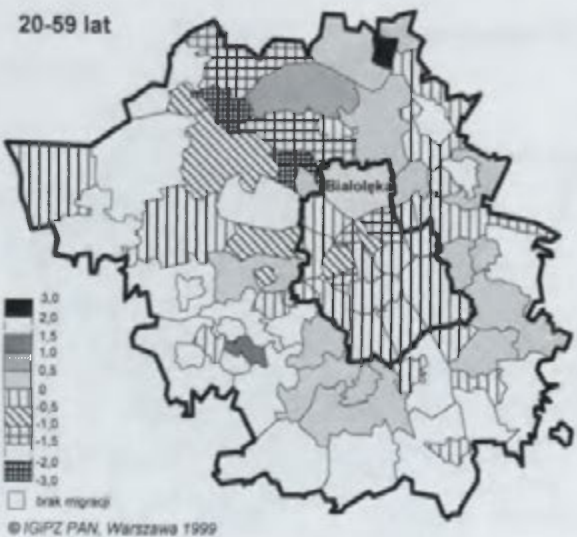 20-59 lat
Białołęka
3,0
2,0
1,5
1,0
0,5
0
-0,5
-1,0
-1,5
-2,0
-3,0
brak migracji
© IGiPZ PAN, Warszawa 1999